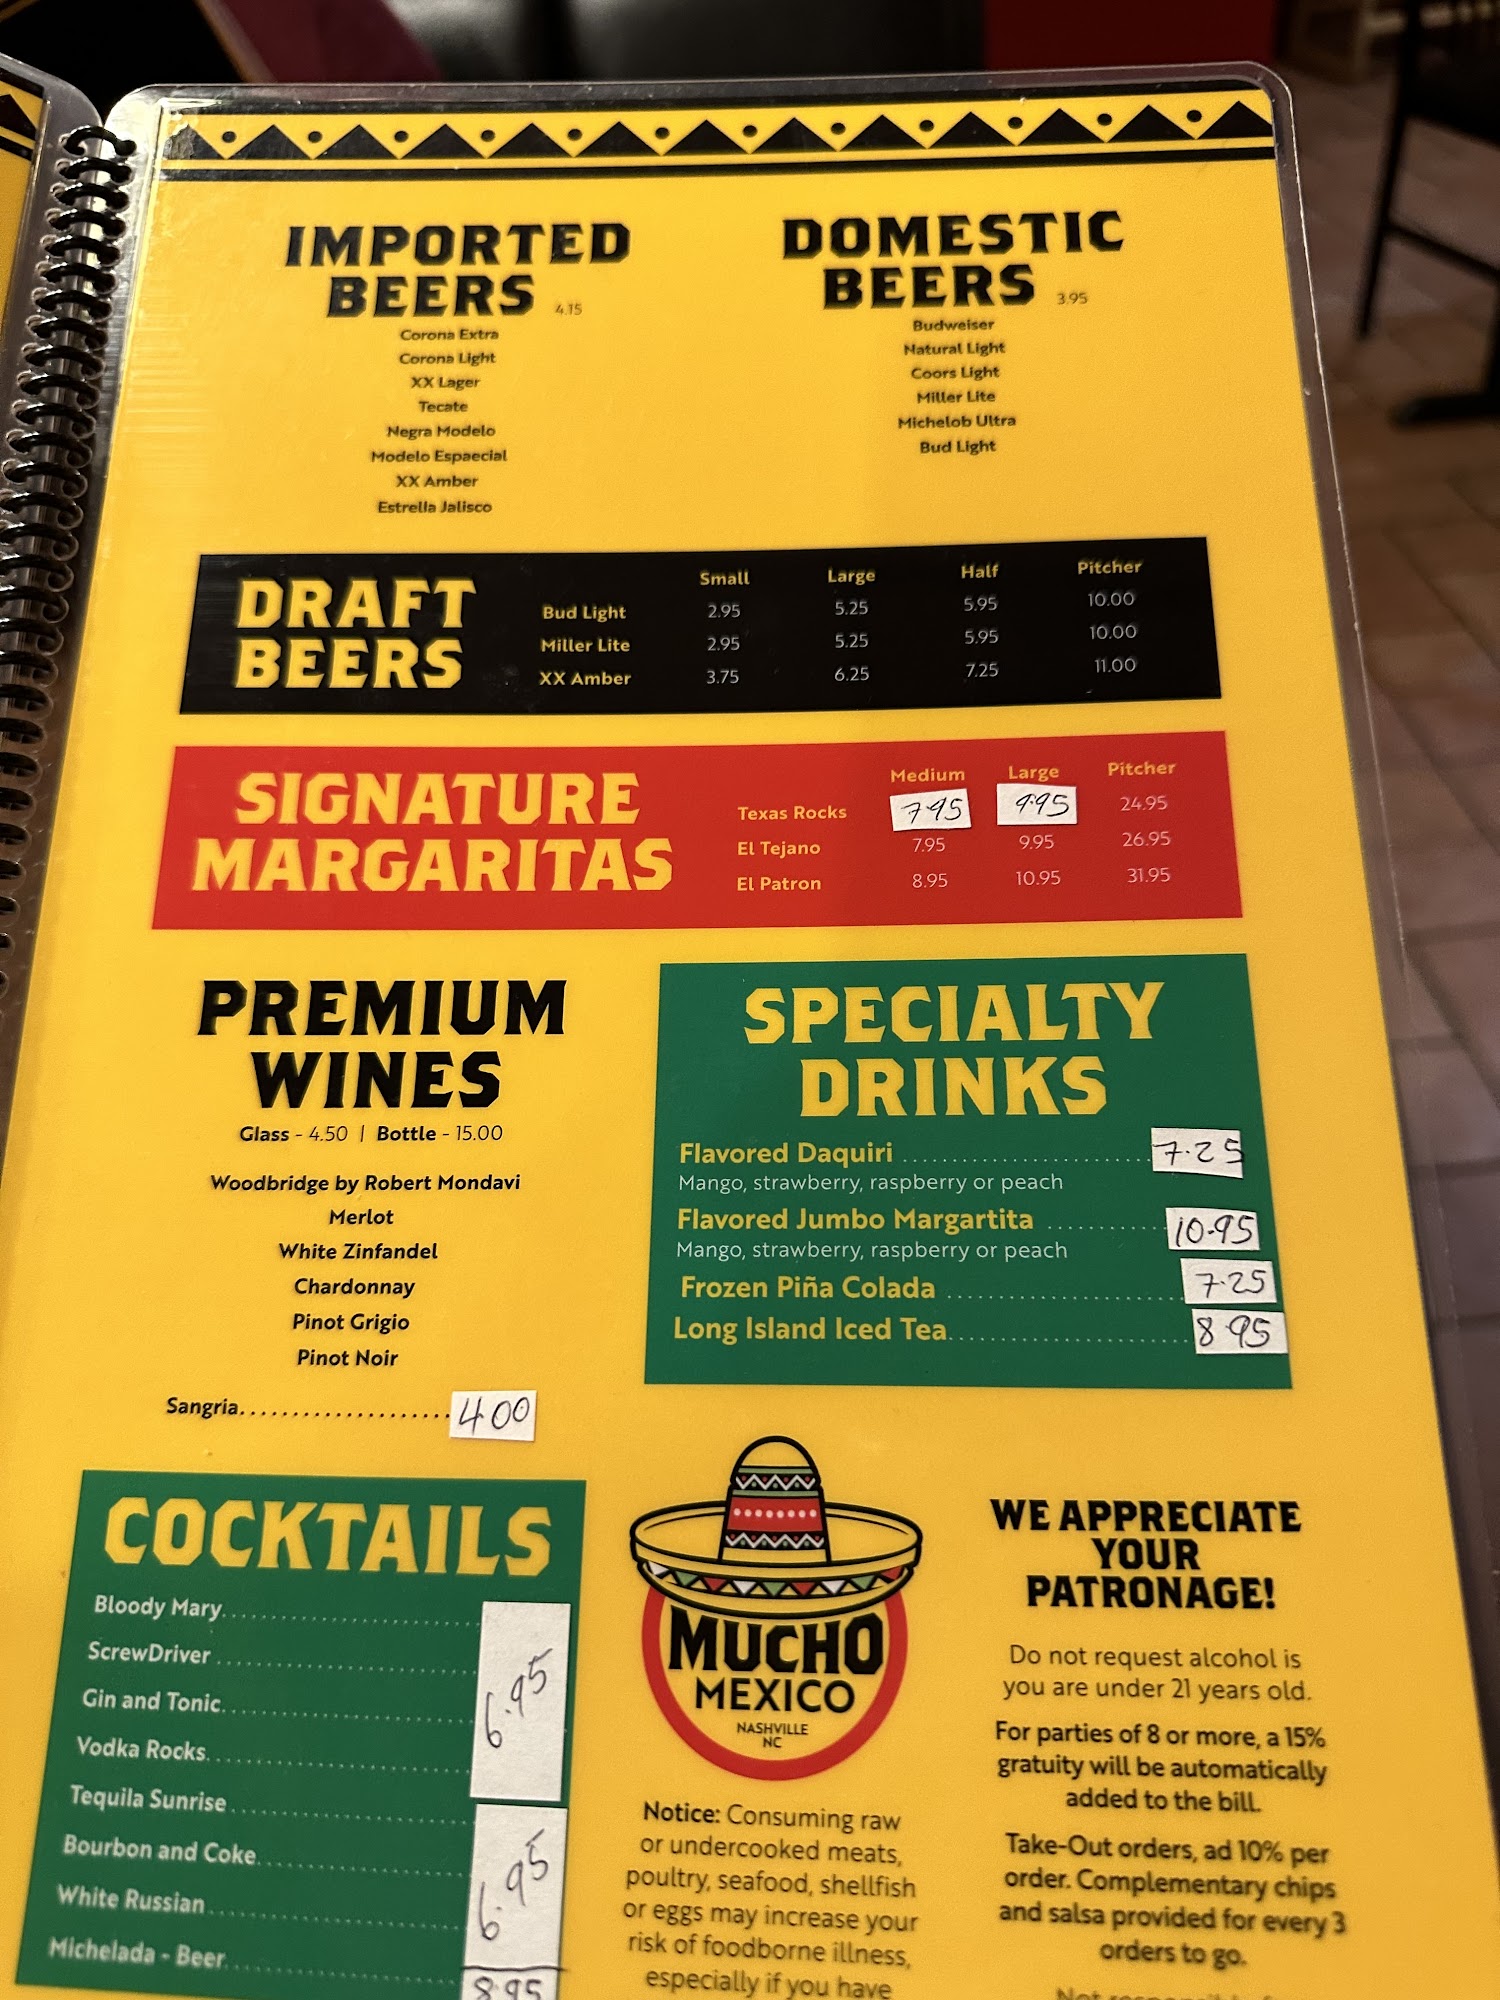 IMPORTED
BEERS 4.15
Corona Extra
Corona Light
XX Lager
Tecate
Negra Modelo
Modelo Espaecial
XX Amber
Estrella Jalisco
DOMESTIC
BEERS 3.95
Budweiser
Natural Light
Coors Light
Miller Lite
Michelob Ultra
Bud Light
DRAFT
BEERS
Small Large Half Pitcher
Bud Light 2.95 5.25 5.95 10.00
Miller Lite 2.95 5.25 5.95 10.00
XX Amber 3.75 6.25 7.25 11.00
SIGNATURE
MARGARITAS
Medium Large Pitcher
Texas Rocks 7.95 9.95 24.95
El Tejano 7.95 9.95 26.95
El Patron 8.95 10.95 31.95
PREMIUM
WINES
Glass - 4.50 | Bottle - 15.00
Woodbridge by Robert Mondavi
Merlot
White Zinfandel
Chardonnay
Pinot Grigio
Pinot Noir
Sangria.................... 4.00
SPECIALTY
DRINKS
Flavored Daquiri ........................ 7.25
Mango, strawberry, raspberry or peach
Flavored Jumbo Margartita ............ 10.95
Mango, strawberry, raspberry or peach
Frozen Piña Colada ....................... 7.25
Long Island Iced Tea....................... 8.95
COCKTAILS
Bloody Mary..........................
ScrewDriver..........................
Gin and Tonic.......................... 6.95
Vodka Rocks..........................
Tequila Sunrise........................
Bourbon and Coke.....................
White Russian.......................... 6.95
Michelada - Beer....................... 8.95
MUCHO
MEXICO
NASHVILLE
NC
Notice: Consuming raw
or undercooked meats,
poultry, seafood, shellfish
or eggs may increase your
risk of foodborne illness,
especially if you have
WE APPRECIATE
YOUR
PATRONAGE!
Do not request alcohol is
you are under 21 years old.
For parties of 8 or more, a 15%
gratuity will be automatically
added to the bill.
Take-Out orders, ad 10% per
order. Complementary chips
and salsa provided for every 3
orders to go.